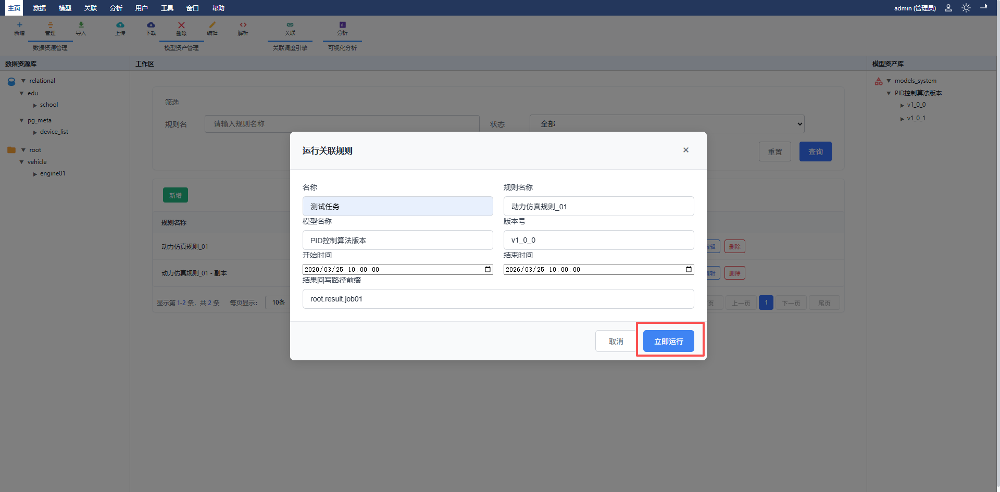 主页 数据 模型 关联 分析 用户 工具 窗口 帮助 admin (管理员)
新增 管理 导入 上传 下载 删除 编辑 解析 关联 分析
数据资源管理 模型资产管理 关联调度引擎 可视化分析
数据资源库 工作区 模型资产库
relational
edu
school
pg_meta
device_list
root
vehicle
engine01
筛选
规则名 请输入规则名称 状态 全部
重置 查询
新增
规则名称
动力仿真规则_01 编辑 删除
动力仿真规则_01 - 副本 编辑 删除
显示第 1-2 条，共 2 条 每页显示： 10条 页 上一页 1 下一页 尾页
运行关联规则 ×
名称 规则名称
测试任务 动力仿真规则_01
模型名称 版本号
PID控制算法版本 v1_0_0
开始时间 结束时间
2020/03/25 10:00:00 2026/03/25 10:00:00
结果回写路径前缀
root.result.job01
取消 立即运行
models_system
PID控制算法版本
v1_0_0
v1_0_1